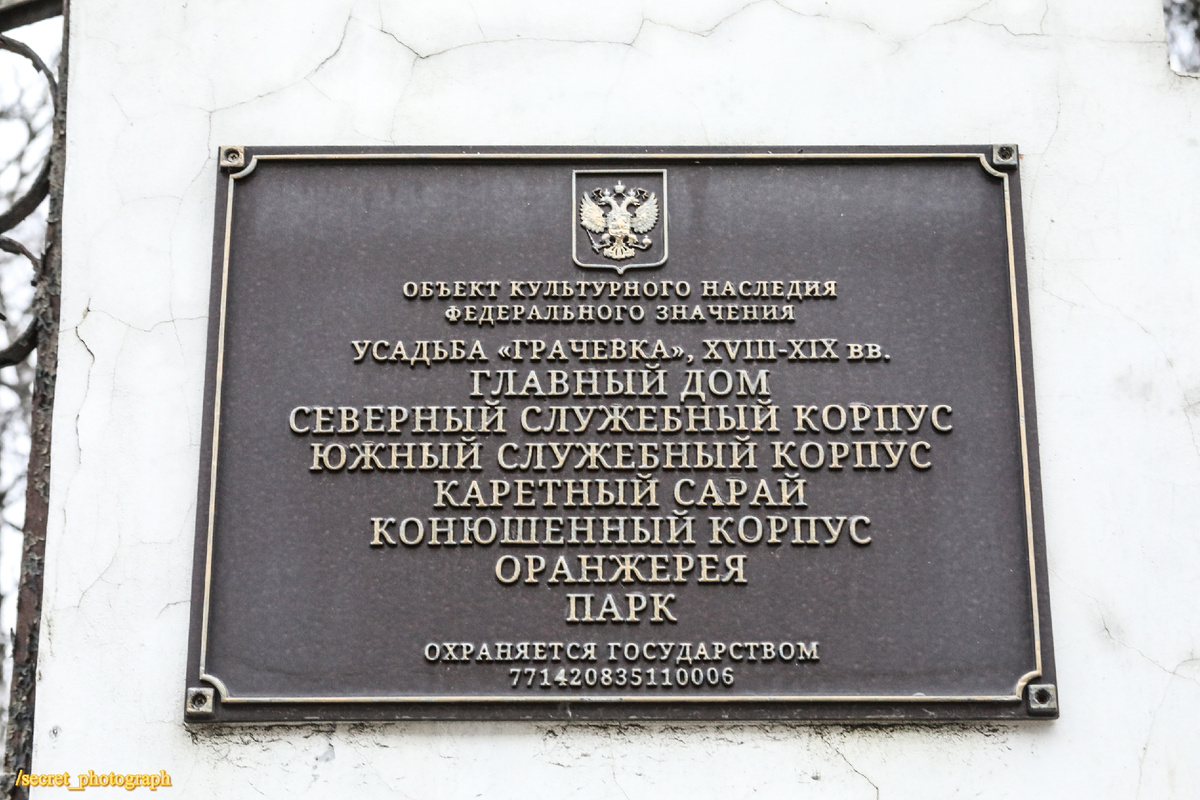 ОБЪЕКТ КУЛЬТУРНОГО НАСЛЕДИЯ
ФЕДЕРАЛЬНОГО ЗНАЧЕНИЯ
УСАДЬБА «ГРАЧЕВКА», XVIII-XIX вв.
ГЛАВНЫЙ ДОМ
СЕВЕРНЫЙ СЛУЖЕБНЫЙ КОРПУС
ЮЖНЫЙ СЛУЖЕБНЫЙ КОРПУС
КАРЕТНЫЙ САРАЙ
КОНЮШЕННЫЙ КОРПУС
ОРАНЖЕРЕЯ
ПАРК
ОХРАНЯЕТСЯ ГОСУДАРСТВОМ
771420835110006
/secret_photograph